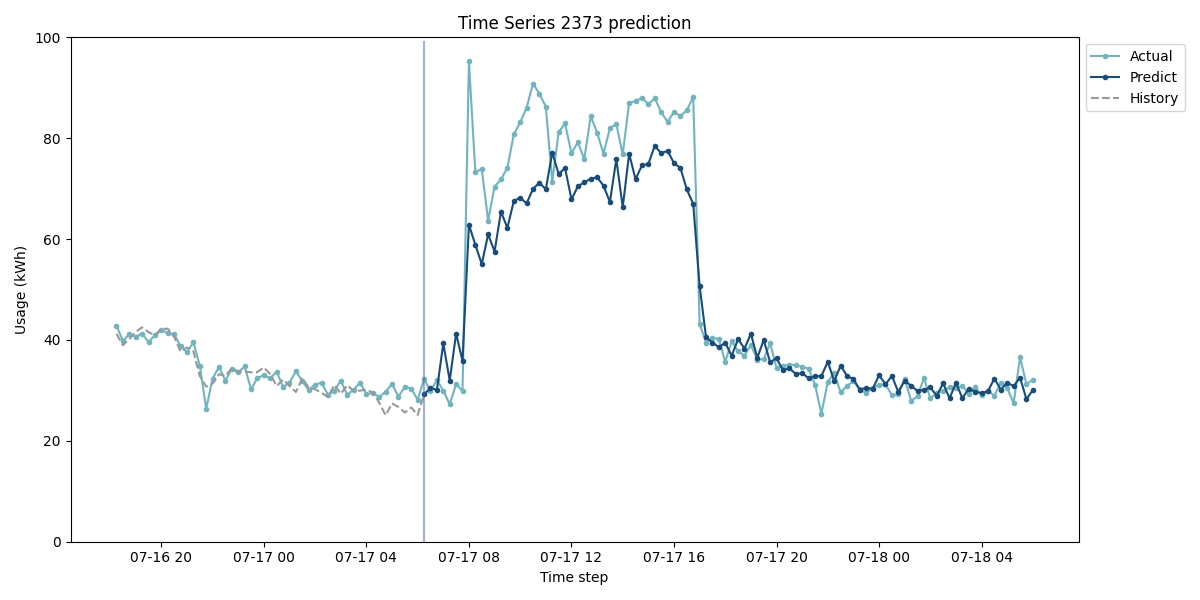 Time Series 2373 prediction
100
80
60
40
20
0
Usage (kWh)
07-16 20
07-17 00
07-17 04
07-17 08
07-17 12
07-17 16
07-17 20
07-18 00
07-18 04
Time step
Actual
Predict
History